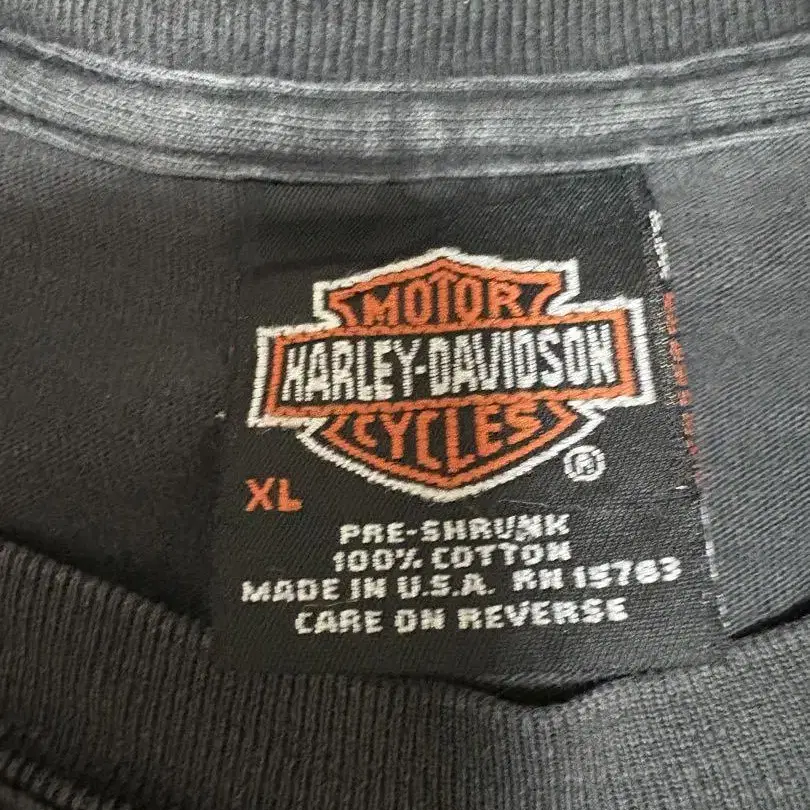 MOTOR
HARLEY-DAVIDSON
CYCLES
®
XL
PRE-SHRUNK
100% COTTON
MADE IN U.S.A. RN 15763
CARE ON REVERSE